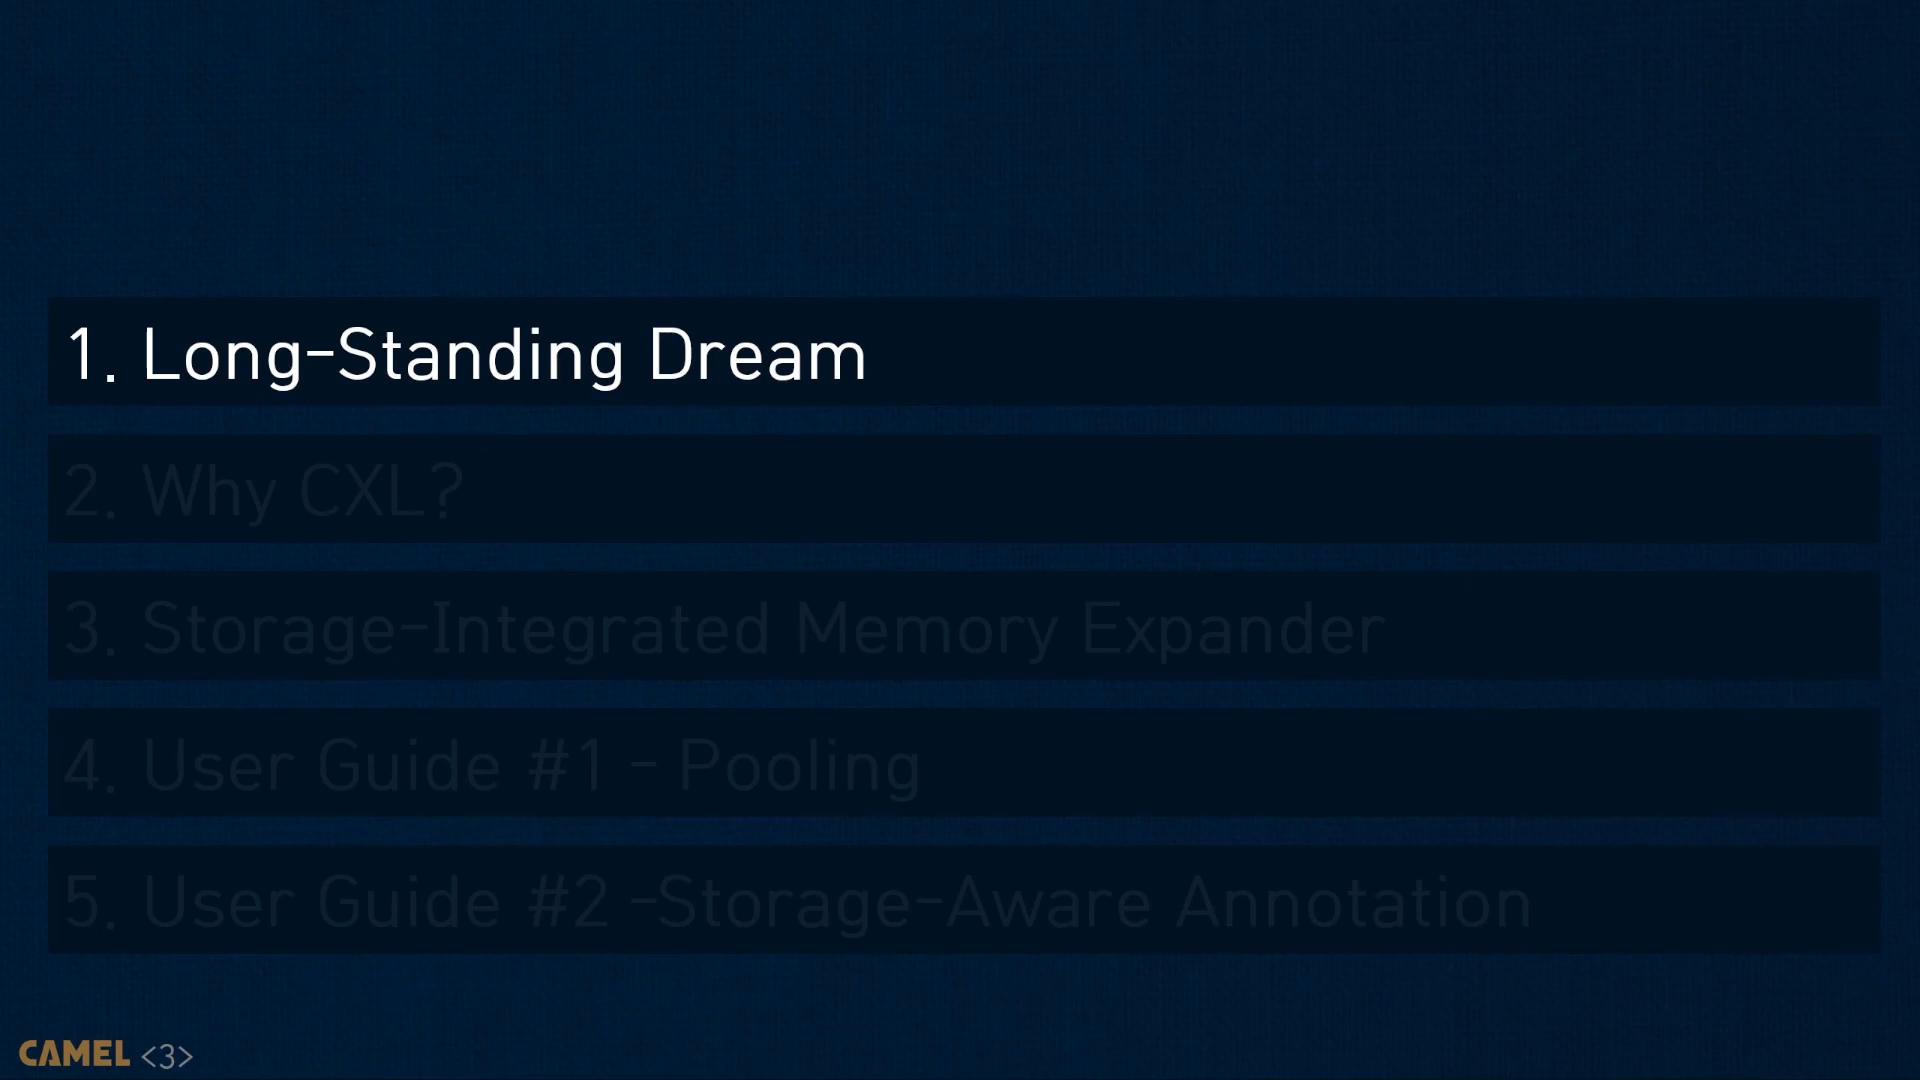 1. Long-Standing Dream
2. Why CXL?
3. Storage-Integrated Memory Expander
4. User Guide #1 - Pooling
5. User Guide #2 -Storage-Aware Annotation
CAMEL <3>